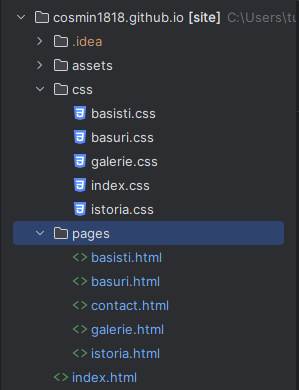 cosmin1818.github.io [site] C:\Users\tu
.idea
assets
css
basisti.css
basuri.css
galerie.css
index.css
istoria.css
pages
basisti.html
basuri.html
contact.html
galerie.html
istoria.html
index.html